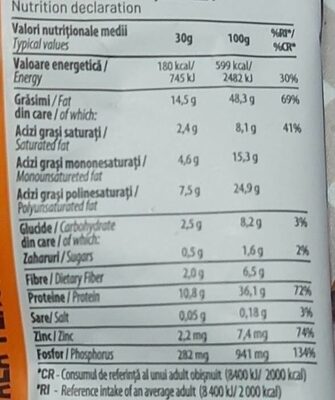 Nutrition declaration
Valori nutriționale medii 30g 100g %RI*/
Typical values %CR*
Valoare energetică / 180 kcal/ 599 kcal/
Energy 745 kJ 2482 kJ 30%
Grăsimi / Fat 14,5 g 48,3 g 69%
din care / of which:
Acizi grași saturați / 2,4 g 8,1 g 41%
Saturated fat
Acizi grași mononesaturați / 4,6 g 15,3 g
Monounsatureted fat
Acizi grași polinesaturați / 7,5 g 24,9 g
Polyunsaturated fat
Glucide / Carbohydrate 2,5 g 8,2 g 3%
din care / of which:
Zaharuri / Sugars 0,5 g 1,6 g 2%
Fibre / Dietary Fiber 2,0 g 6,5 g
Proteine / Protein 10,8 g 36,1 g 72%
Sare/ Salt 0,05 g 0,18 g 3%
Zinc / Zinc 2,2 mg 7,4 mg 74%
Fosfor / Phosphorus 282 mg 941 mg 134%
*CR - Consumul de referință al unui adult obișnuit (8400 kJ/ 2000 kcal)
*RI - Reference intake of an average adult (8 400 kJ/ 2 000 kcal)